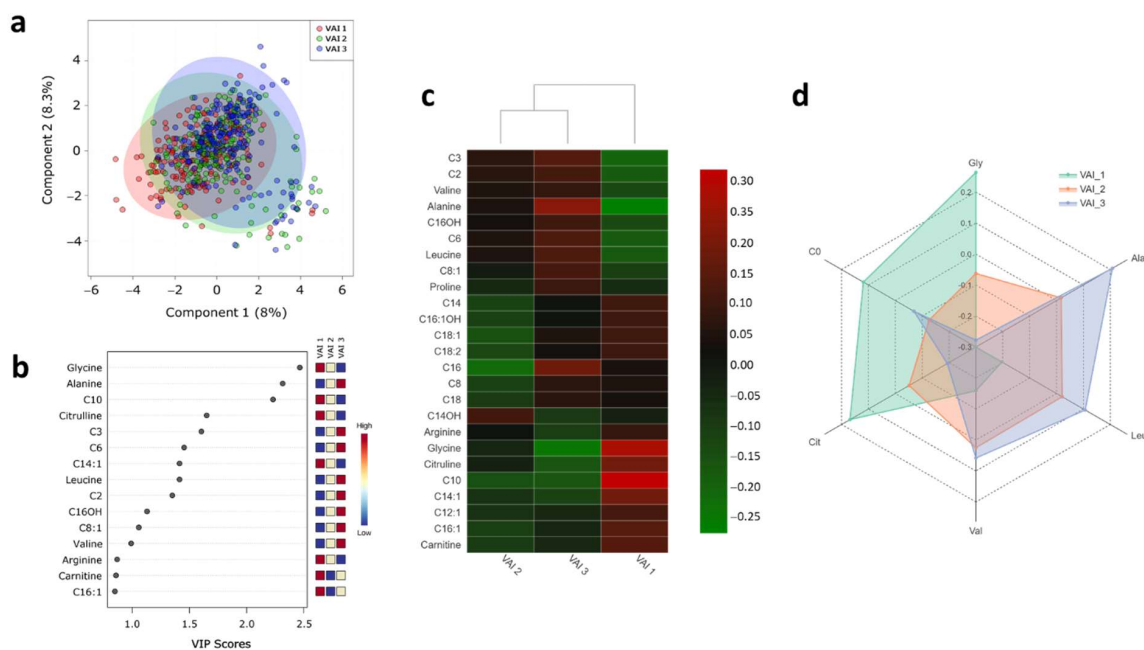 a
VAI 1
VAI 2
VAI 3
Component 2 (8.3%)
4
2
0
−2
−4
−6
−4
−2
0
2
4
6
Component 1 (8%)
b
VAI 1
VAI 2
VAI 3
Glycine
Alanine
C10
Citrulline
C3
C6
C14:1
Leucine
C2
C16OH
C8:1
Valine
Arginine
Carnitine
C16:1
High
Low
1.0
1.5
2.0
2.5
VIP Scores
c
C3
C2
Valine
Alanine
C16OH
C6
Leucine
C8:1
Proline
C14
C16:1OH
C18:1
C18:2
C16
C8
C18
C14OH
Arginine
Glycine
Citruline
C10
C14:1
C12:1
C16:1
Carnitine
VAI 2
VAI 3
VAI 1
0.30
0.25
0.20
0.15
0.10
0.05
0.00
−0.05
−0.10
−0.15
−0.20
−0.25
d
Gly
VAI_1
VAI_2
VAI_3
0.2
0.1
0.0
-0.1
-0.2
-0.3
C0
Ala
Cit
Leu
Val